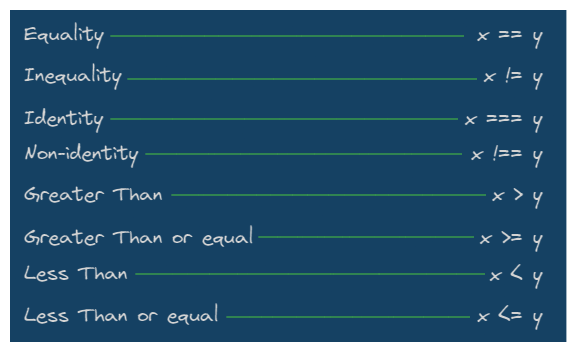 Equality x == y
Inequality x != y
Identity x === y
Non-identity x !== y
Greater Than x > y
Greater Than or equal x >= y
Less Than x < y
Less Than or equal x <= y